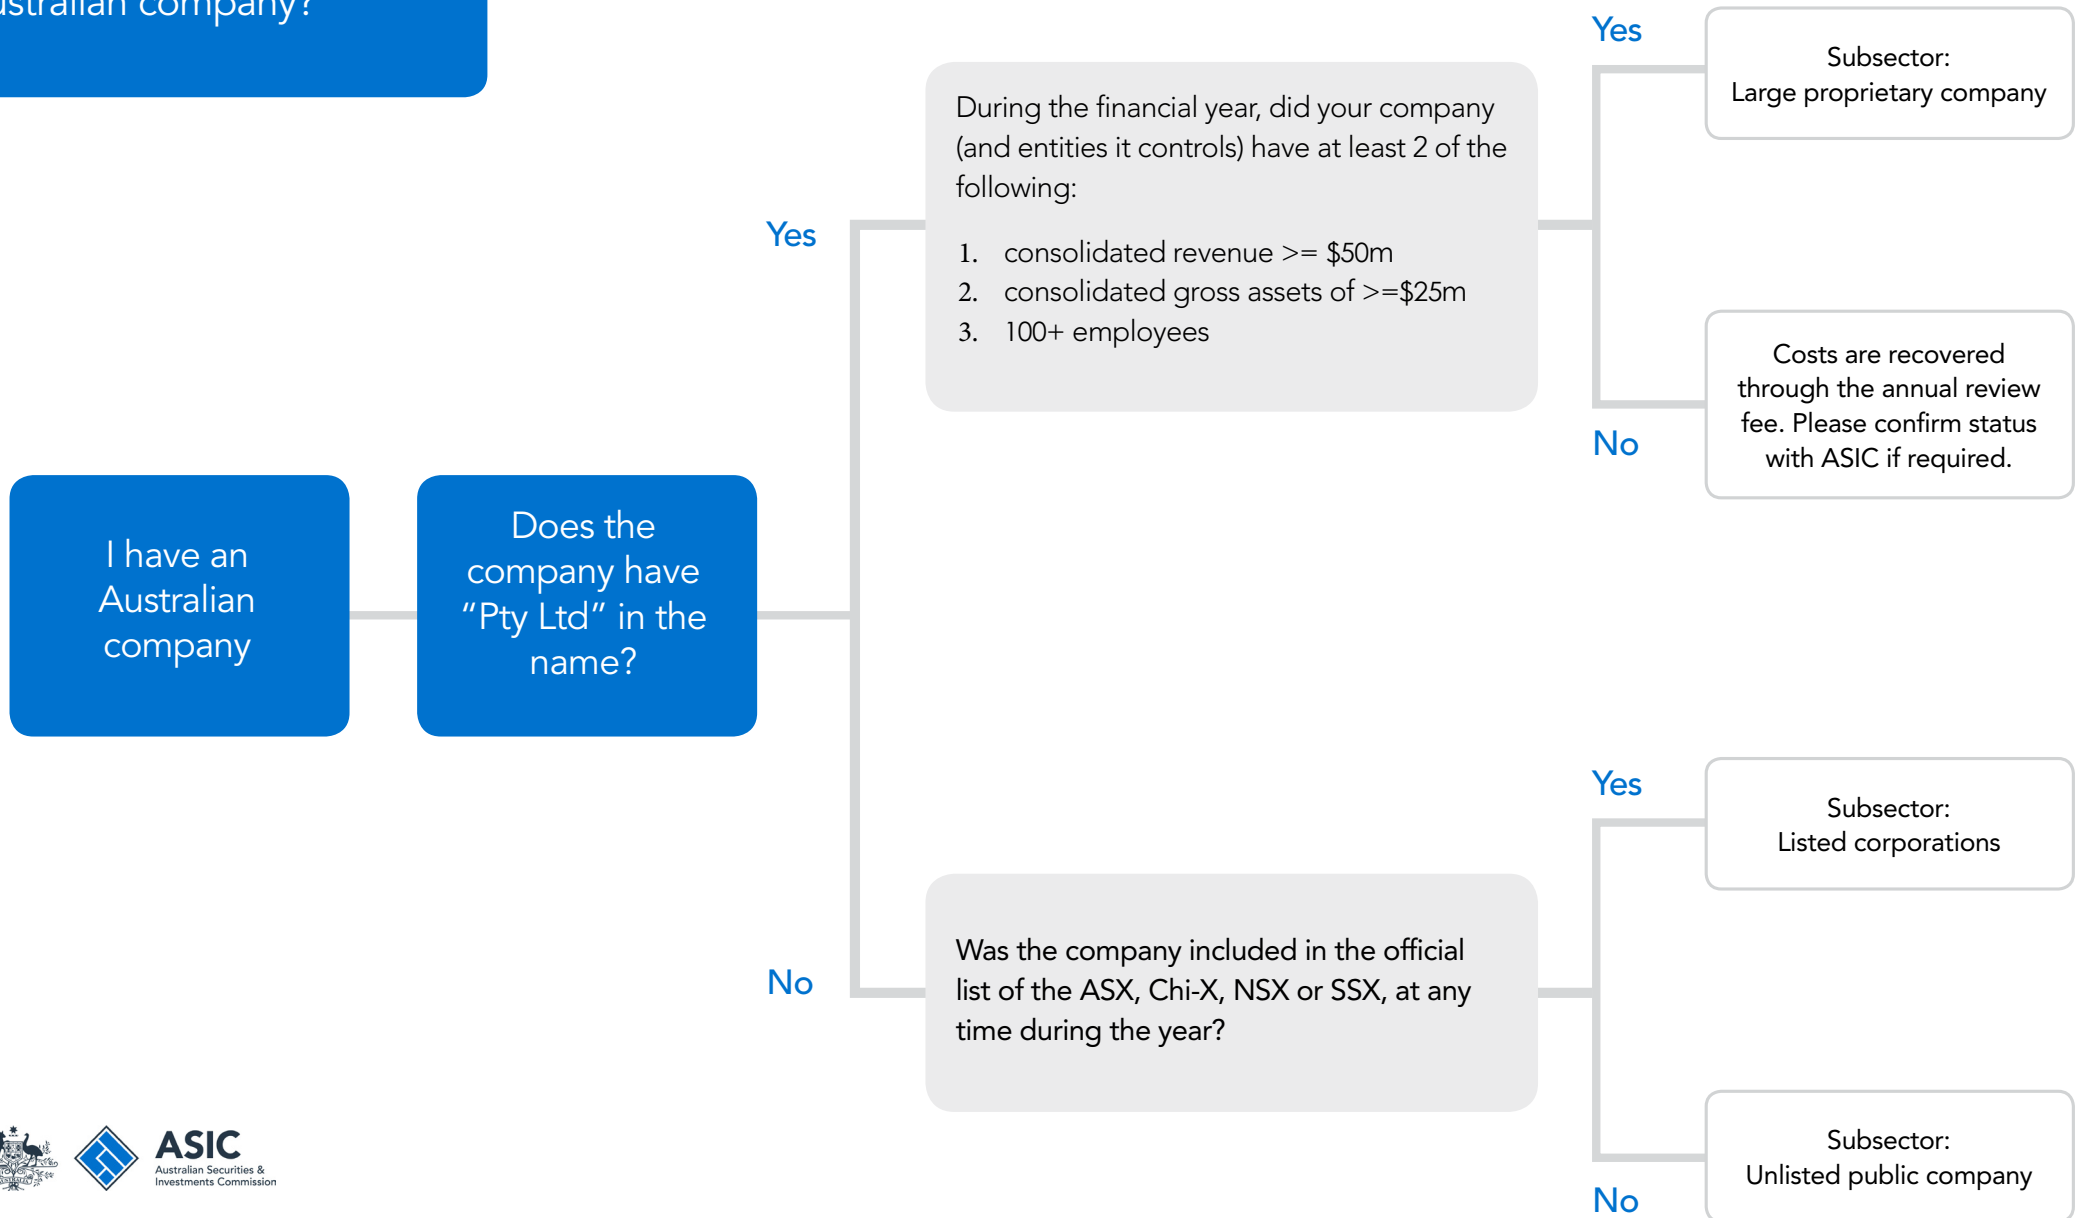 company?
Yes
Subsector:
Large proprietary company
During the financial year, did your company
(and entities it controls) have at least 2 of the
following:
1. consolidated revenue >= $50m
2. consolidated gross assets of >=$25m
3. 100+ employees
Yes
Costs are recovered
through the annual review
fee. Please confirm status
with ASIC if required.
No
I have an
Australian
company
Does the
company have
“Pty Ltd” in the
name?
Yes
Subsector:
Listed corporations
No
Was the company included in the official
list of the ASX, Chi-X, NSX or SSX, at any
time during the year?
Subsector:
Unlisted public company
No
ASIC
Australian Securities &
Investments Commission